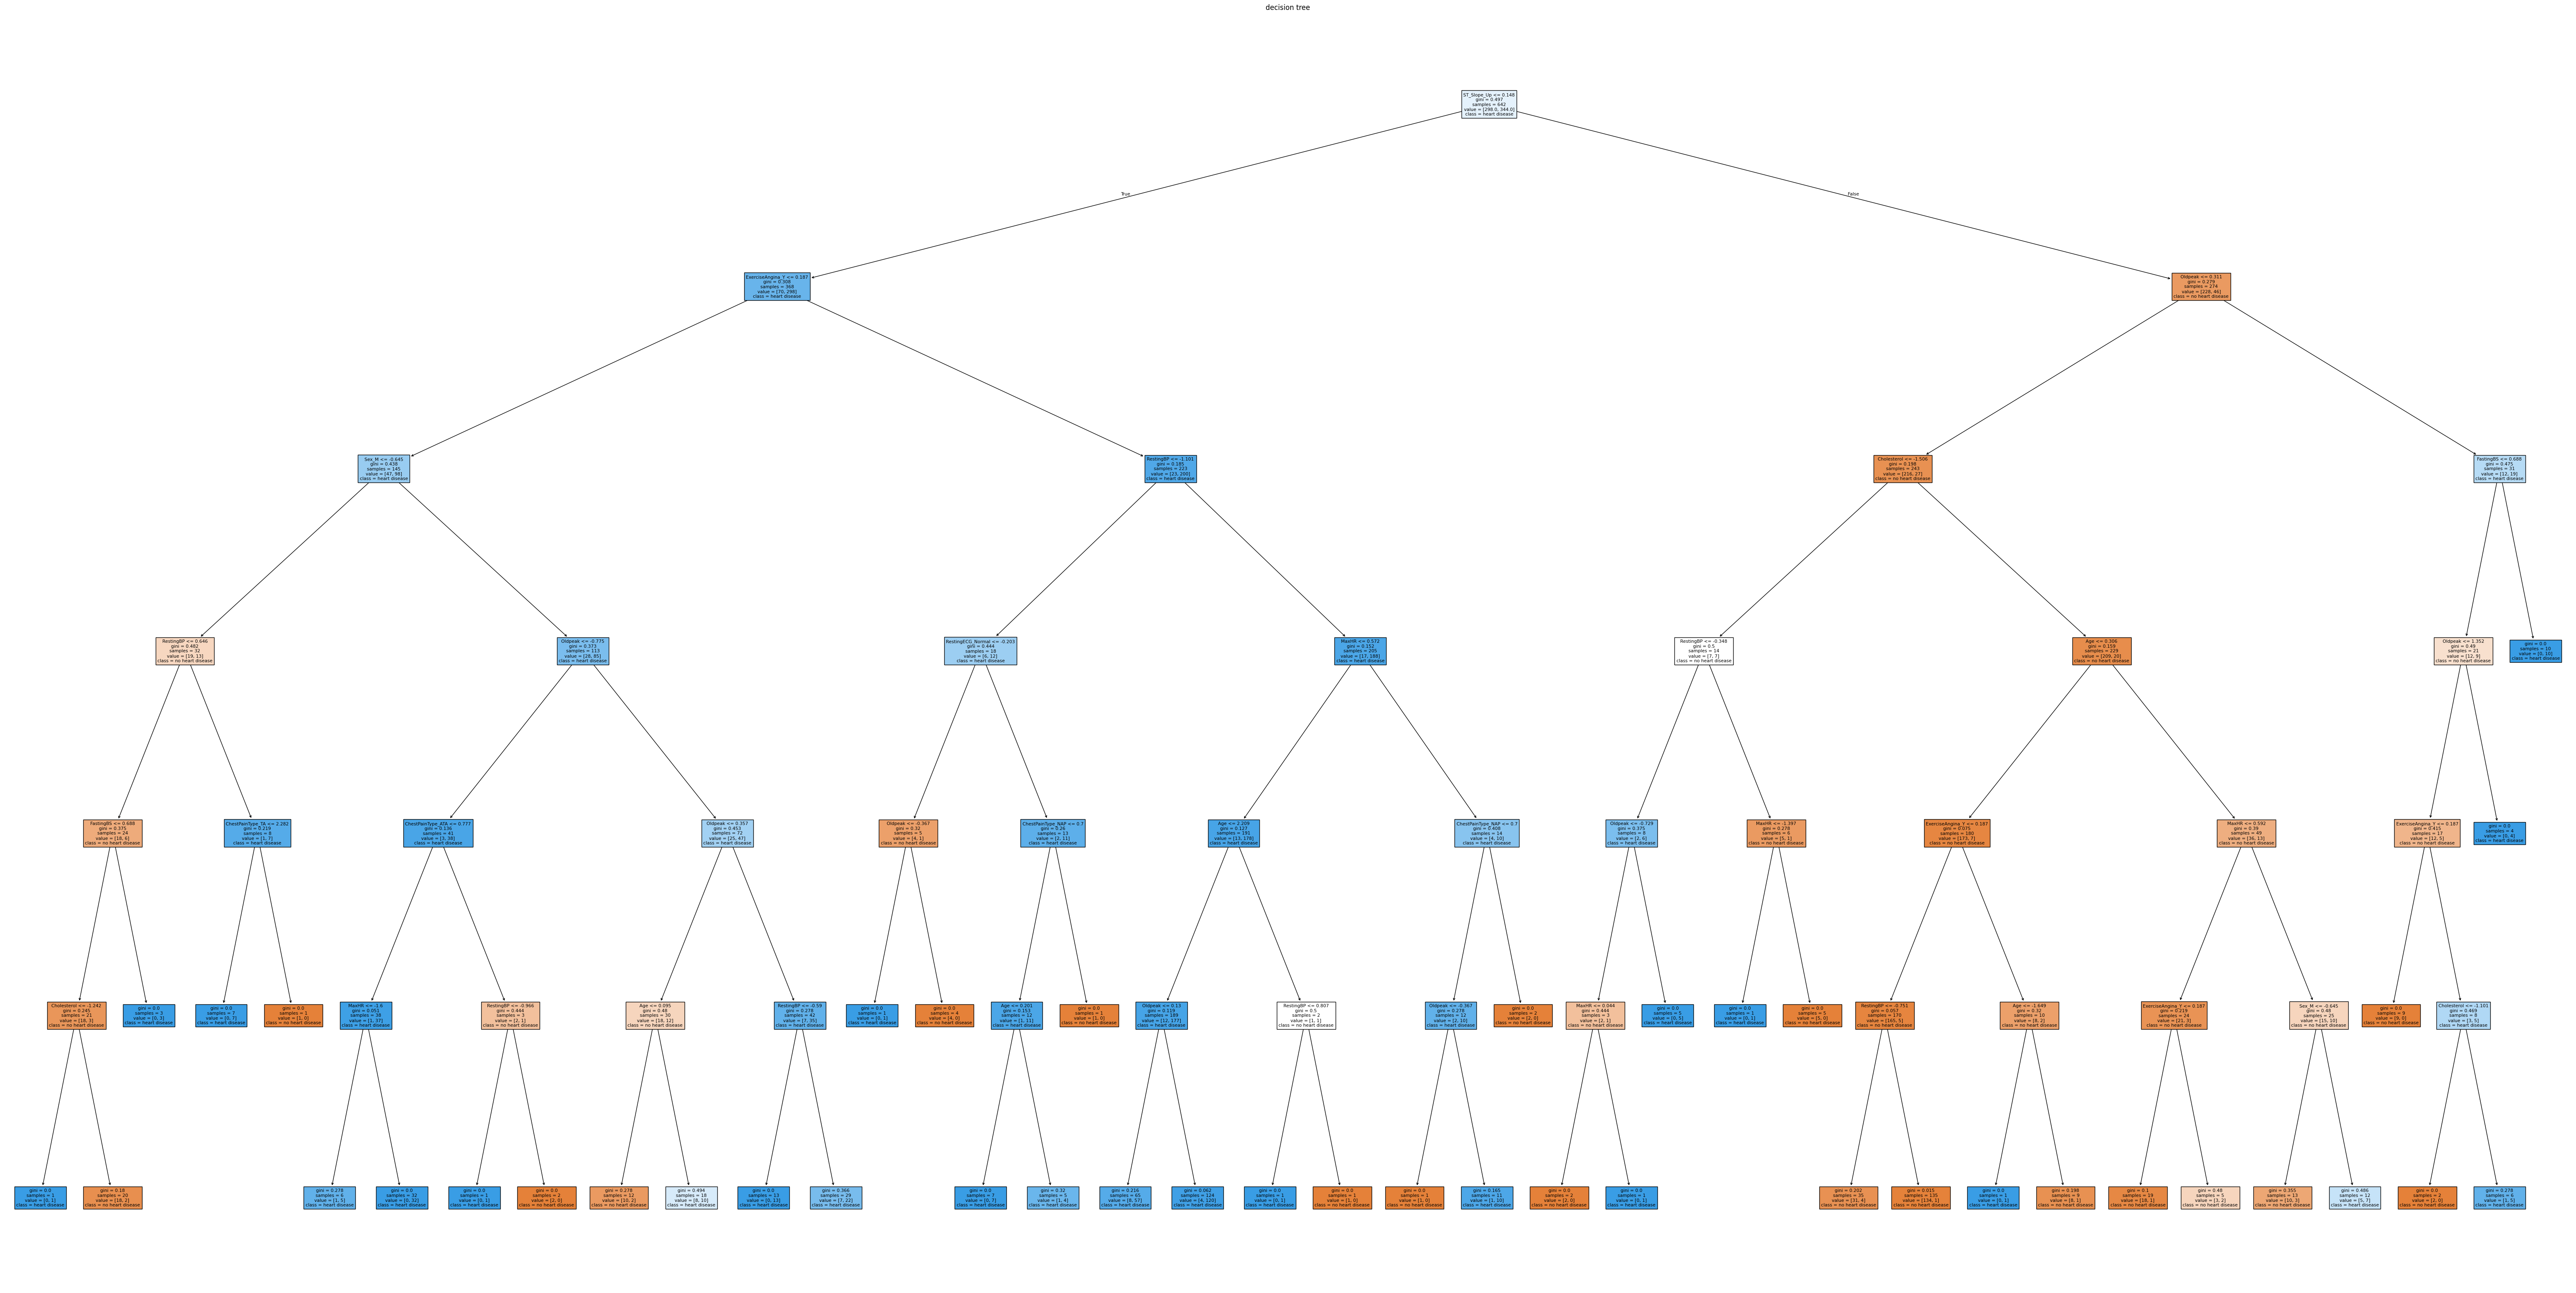 decision tree
ST_Slope_Up <= 0.148
gini = 0.497
samples = 642
value = [298.0, 344.0]
class = heart disease
True
False
ExerciseAngina_Y <= 0.187
gini = 0.308
samples = 368
value = [70, 298]
class = heart disease
Oldpeak <= 0.311
gini = 0.279
samples = 274
value = [228, 46]
class = no heart disease
Sex_M <= -0.645
gini = 0.438
samples = 145
value = [47, 98]
class = heart disease
RestingBP <= -1.101
gini = 0.185
samples = 223
value = [23, 200]
class = heart disease
Cholesterol <= -1.506
gini = 0.198
samples = 243
value = [216, 27]
class = no heart disease
FastingBS <= 0.688
gini = 0.475
samples = 31
value = [12, 19]
class = heart disease
RestingBP <= 0.646
gini = 0.482
samples = 32
value = [19, 13]
class = no heart disease
Oldpeak <= -0.775
gini = 0.373
samples = 113
value = [28, 85]
class = heart disease
RestingECG_Normal <= -0.203
gini = 0.444
samples = 18
value = [6, 12]
class = heart disease
MaxHR <= 0.572
gini = 0.152
samples = 205
value = [17, 188]
class = heart disease
RestingBP <= -0.348
gini = 0.5
samples = 14
value = [7, 7]
class = no heart disease
Age <= 0.306
gini = 0.159
samples = 229
value = [209, 20]
class = no heart disease
Oldpeak <= 1.352
gini = 0.49
samples = 21
value = [12, 9]
class = no heart disease
gini = 0.0
samples = 10
value = [0, 10]
class = heart disease
FastingBS <= 0.688
gini = 0.375
samples = 24
value = [18, 6]
class = no heart disease
ChestPainType_TA <= 2.282
gini = 0.219
samples = 8
value = [1, 7]
class = heart disease
ChestPainType_ATA <= 0.777
gini = 0.136
samples = 41
value = [3, 38]
class = heart disease
Oldpeak <= 0.357
gini = 0.453
samples = 72
value = [25, 47]
class = heart disease
Oldpeak <= -0.367
gini = 0.32
samples = 5
value = [4, 1]
class = no heart disease
ChestPainType_NAP <= 0.7
gini = 0.26
samples = 13
value = [2, 11]
class = heart disease
Age <= 2.209
gini = 0.127
samples = 191
value = [13, 178]
class = heart disease
ChestPainType_NAP <= 0.7
gini = 0.408
samples = 14
value = [4, 10]
class = heart disease
Oldpeak <= -0.729
gini = 0.375
samples = 8
value = [2, 6]
class = heart disease
MaxHR <= -1.397
gini = 0.278
samples = 6
value = [5, 1]
class = no heart disease
ExerciseAngina_Y <= 0.187
gini = 0.075
samples = 180
value = [173, 7]
class = no heart disease
MaxHR <= 0.592
gini = 0.39
samples = 49
value = [36, 13]
class = no heart disease
ExerciseAngina_Y <= 0.187
gini = 0.415
samples = 17
value = [12, 5]
class = no heart disease
gini = 0.0
samples = 4
value = [0, 4]
class = heart disease
Cholesterol <= -1.242
gini = 0.245
samples = 21
value = [18, 3]
class = no heart disease
gini = 0.0
samples = 3
value = [0, 3]
class = heart disease
gini = 0.0
samples = 7
value = [0, 7]
class = heart disease
gini = 0.0
samples = 1
value = [1, 0]
class = no heart disease
MaxHR <= -1.6
gini = 0.051
samples = 38
value = [1, 37]
class = heart disease
RestingBP <= -0.966
gini = 0.444
samples = 3
value = [2, 1]
class = no heart disease
Age <= 0.095
gini = 0.48
samples = 30
value = [18, 12]
class = no heart disease
RestingBP <= -0.59
gini = 0.278
samples = 42
value = [7, 35]
class = heart disease
gini = 0.0
samples = 1
value = [0, 1]
class = heart disease
gini = 0.0
samples = 4
value = [4, 0]
class = no heart disease
Age <= 0.201
gini = 0.153
samples = 12
value = [1, 11]
class = heart disease
gini = 0.0
samples = 1
value = [1, 0]
class = no heart disease
Oldpeak <= 0.13
gini = 0.119
samples = 189
value = [12, 177]
class = heart disease
RestingBP <= 0.807
gini = 0.5
samples = 2
value = [1, 1]
class = no heart disease
Oldpeak <= -0.367
gini = 0.278
samples = 12
value = [2, 10]
class = heart disease
gini = 0.0
samples = 2
value = [2, 0]
class = no heart disease
MaxHR <= 0.044
gini = 0.444
samples = 3
value = [2, 1]
class = no heart disease
gini = 0.0
samples = 5
value = [0, 5]
class = heart disease
gini = 0.0
samples = 1
value = [0, 1]
class = heart disease
gini = 0.0
samples = 5
value = [5, 0]
class = no heart disease
RestingBP <= -0.751
gini = 0.057
samples = 170
value = [165, 5]
class = no heart disease
Age <= -1.649
gini = 0.32
samples = 10
value = [8, 2]
class = no heart disease
ExerciseAngina_Y <= 0.187
gini = 0.219
samples = 24
value = [21, 3]
class = no heart disease
Sex_M <= -0.645
gini = 0.48
samples = 25
value = [15, 10]
class = no heart disease
gini = 0.0
samples = 9
value = [9, 0]
class = no heart disease
Cholesterol <= -1.101
gini = 0.469
samples = 8
value = [3, 5]
class = heart disease
gini = 0.0
samples = 1
value = [0, 1]
class = heart disease
gini = 0.18
samples = 20
value = [18, 2]
class = no heart disease
gini = 0.278
samples = 6
value = [1, 5]
class = heart disease
gini = 0.0
samples = 32
value = [0, 32]
class = heart disease
gini = 0.0
samples = 1
value = [0, 1]
class = heart disease
gini = 0.0
samples = 2
value = [2, 0]
class = no heart disease
gini = 0.278
samples = 12
value = [10, 2]
class = no heart disease
gini = 0.494
samples = 18
value = [8, 10]
class = heart disease
gini = 0.0
samples = 13
value = [0, 13]
class = heart disease
gini = 0.366
samples = 29
value = [7, 22]
class = heart disease
gini = 0.0
samples = 7
value = [0, 7]
class = heart disease
gini = 0.32
samples = 5
value = [1, 4]
class = heart disease
gini = 0.216
samples = 65
value = [8, 57]
class = heart disease
gini = 0.062
samples = 124
value = [4, 120]
class = heart disease
gini = 0.0
samples = 1
value = [0, 1]
class = heart disease
gini = 0.0
samples = 1
value = [1, 0]
class = no heart disease
gini = 0.0
samples = 1
value = [1, 0]
class = no heart disease
gini = 0.165
samples = 11
value = [1, 10]
class = heart disease
gini = 0.0
samples = 2
value = [2, 0]
class = no heart disease
gini = 0.0
samples = 1
value = [0, 1]
class = heart disease
gini = 0.202
samples = 35
value = [31, 4]
class = no heart disease
gini = 0.015
samples = 135
value = [134, 1]
class = no heart disease
gini = 0.0
samples = 1
value = [0, 1]
class = heart disease
gini = 0.198
samples = 9
value = [8, 1]
class = no heart disease
gini = 0.1
samples = 19
value = [18, 1]
class = no heart disease
gini = 0.48
samples = 5
value = [3, 2]
class = no heart disease
gini = 0.355
samples = 13
value = [10, 3]
class = no heart disease
gini = 0.486
samples = 12
value = [5, 7]
class = heart disease
gini = 0.0
samples = 2
value = [2, 0]
class = no heart disease
gini = 0.278
samples = 6
value = [1, 5]
class = heart disease